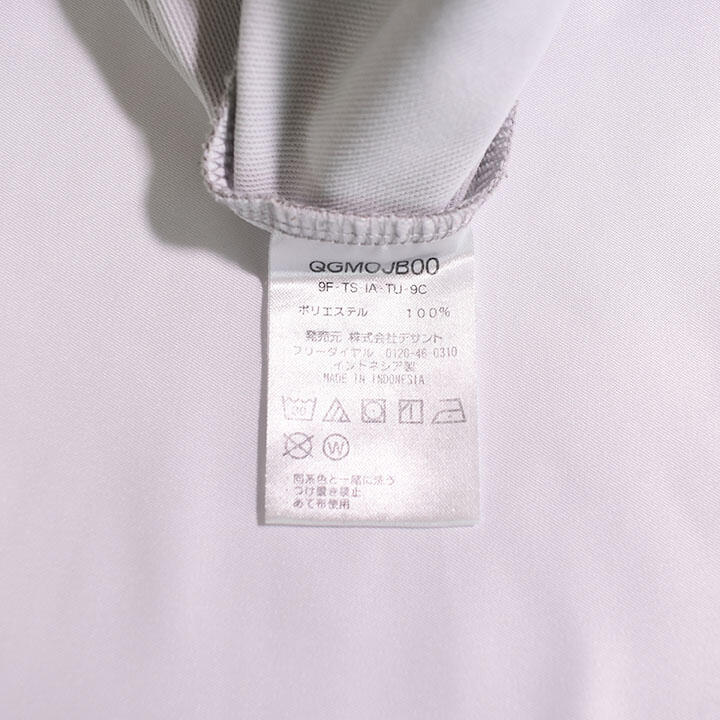 QGMOJB00
9F-TS-IA-TU-9C
ポリエステル 100%
発売元 株式会社デサント
フリーダイヤル 0120-46-0310
インドネシア製
MADE IN INDONESIA
30
W
・同系色と一緒に洗う
・つけ置き禁止
・あて布使用